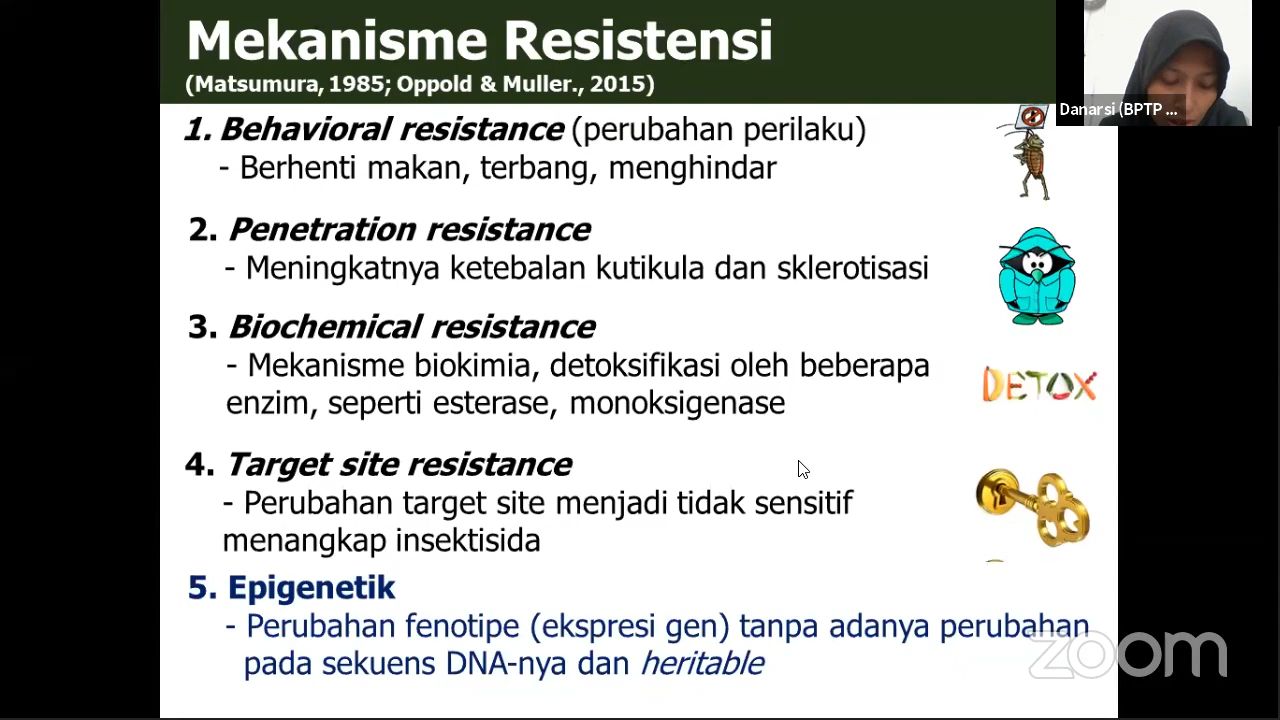 Mekanisme Resistensi
(Matsumura, 1985; Oppold & Muller., 2015)
Danarsi (BPTP ...
1. Behavioral resistance (perubahan perilaku)
- Berhenti makan, terbang, menghindar
2. Penetration resistance
- Meningkatnya ketebalan kutikula dan sklerotisasi
3. Biochemical resistance
- Mekanisme biokimia, detoksifikasi oleh beberapa
enzim, seperti esterase, monoksigenase
DETOX
4. Target site resistance
- Perubahan target site menjadi tidak sensitif
menangkap insektisida
5. Epigenetik
- Perubahan fenotipe (ekspresi gen) tanpa adanya perubahan
pada sekuens DNA-nya dan heritable
zoom